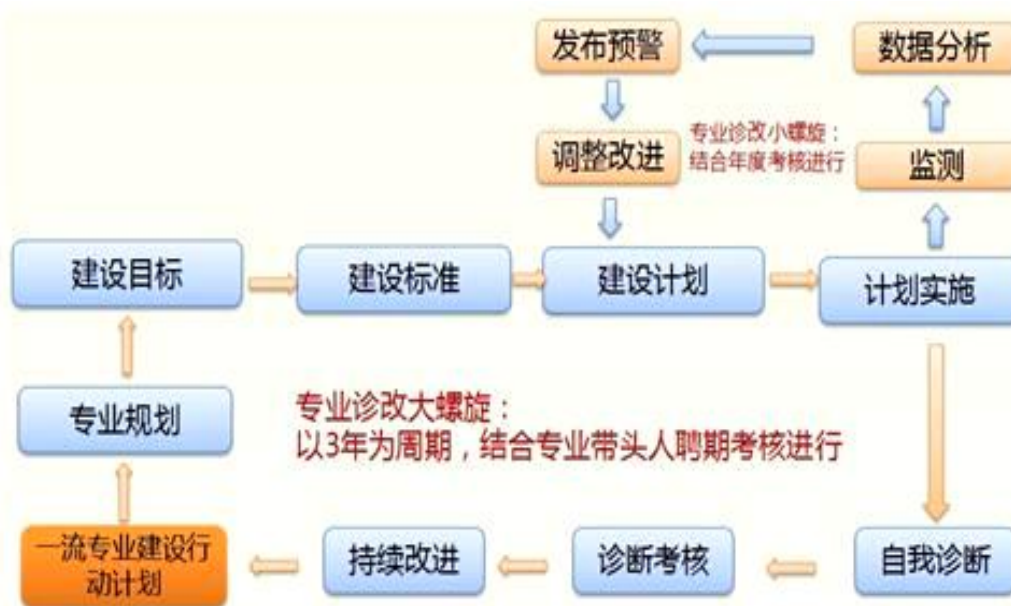 发布预警
数据分析
调整改进
专业诊改小螺旋：
结合年度考核进行
监测
建设目标
建设标准
建设计划
计划实施
专业规划
专业诊改大螺旋：
以3年为周期，结合专业带头人聘期考核进行
一流专业建设行
动计划
持续改进
诊断考核
自我诊断